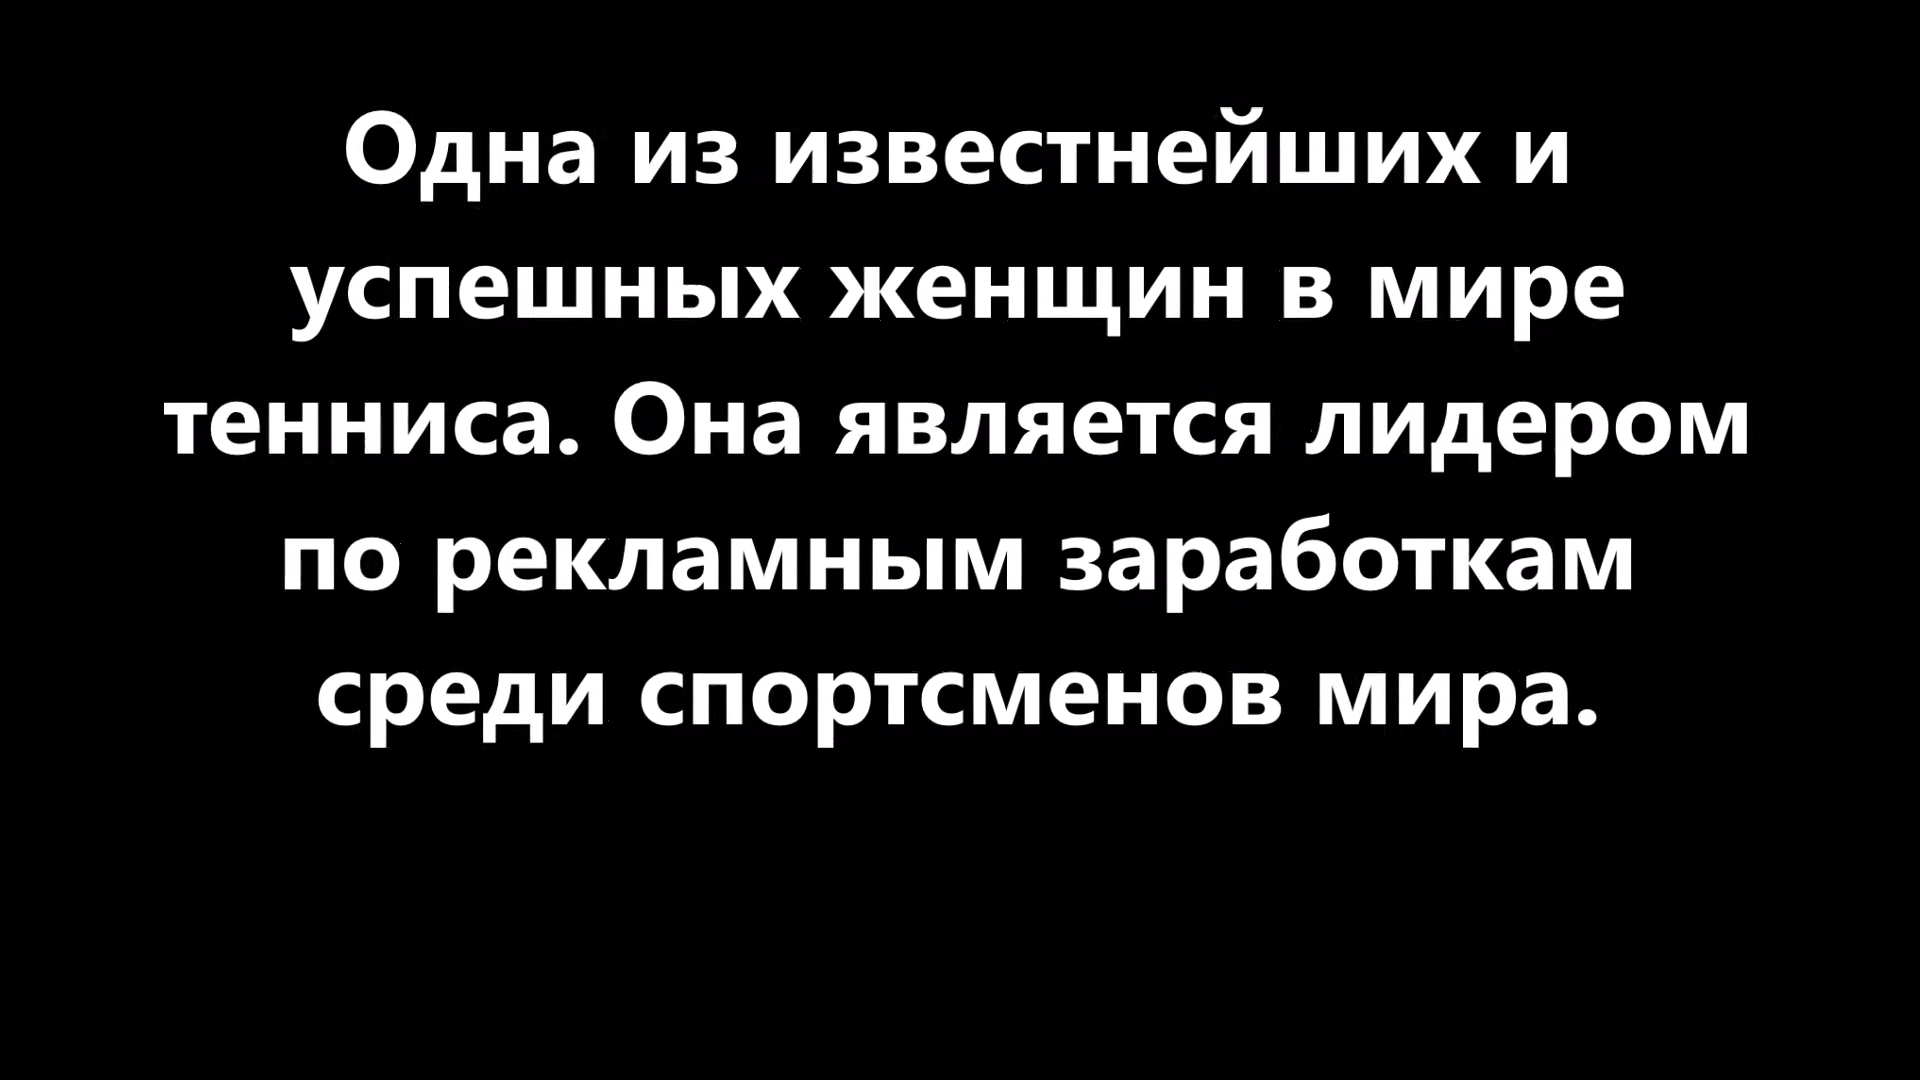 Одна из известнейших и
успешных женщин в мире
тенниса. Она является лидером
по рекламным заработкам
среди спортсменов мира.